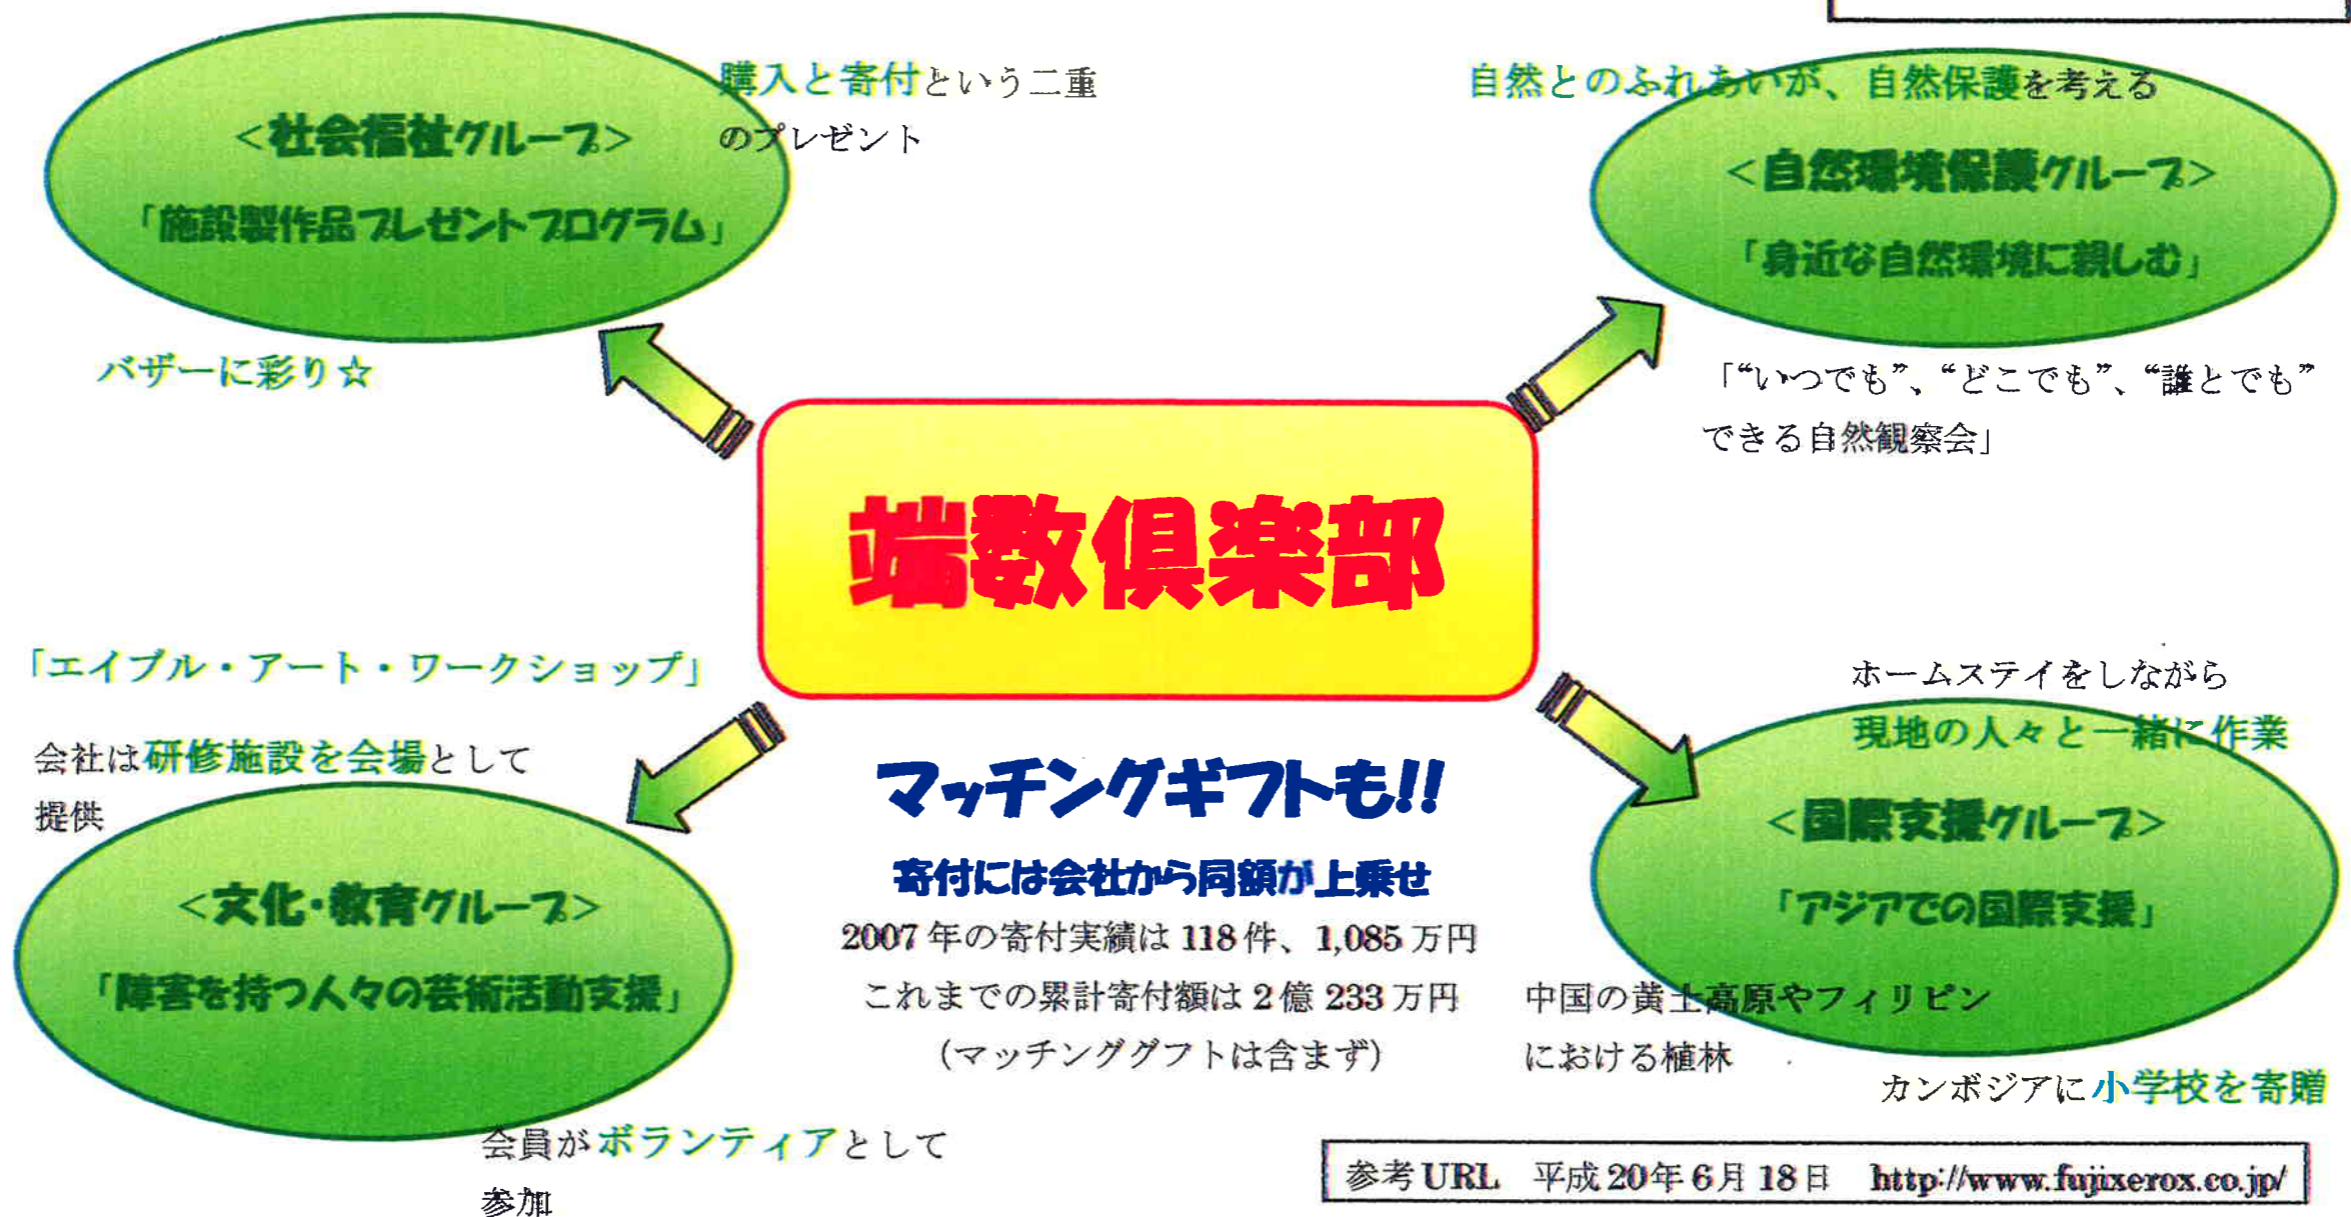 購入と寄付という二重
のプレゼント
＜社会福祉グループ＞
「施設製作品プレゼントプログラム」
バザーに彩り☆
自然とのふれあいが、自然保護を考える
＜自然環境保護グループ＞
「身近な自然環境に親しむ」
「“いつでも”、“どこでも”、“誰とでも”
できる自然観察会」
端数倶楽部
「エイブル・アート・ワークショップ」
会社は研修施設を会場として
提供
＜文化・教育グループ＞
「障害を持つ人々の芸術活動支援」
会員がボランティアとして
参加
マッチングギフトも!!
寄付には会社から同額が上乗せ
2007 年の寄付実績は 118 件、1,085 万円
これまでの累計寄付額は 2 億 233 万円
（マッチンググフトは含まず）
ホームステイをしながら
現地の人々と一緒に作業
＜国際支援グループ＞
「アジアでの国際支援」
中国の黄土高原やフィリピン
における植林
カンボジアに小学校を寄贈
参考 URL　平成 20年 6月 18日　http://www.fujixerox.co.jp/